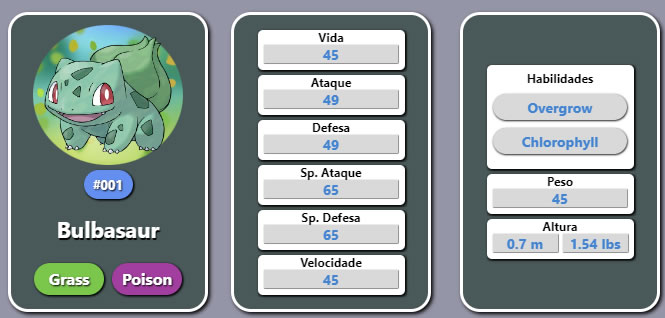 #001
Bulbasaur
Grass Poison
Vida
45
Ataque
49
Defesa
49
Sp. Ataque
65
Sp. Defesa
65
Velocidade
45
Habilidades
Overgrow
Chlorophyll
Peso
45
Altura
0.7 m 1.54 lbs